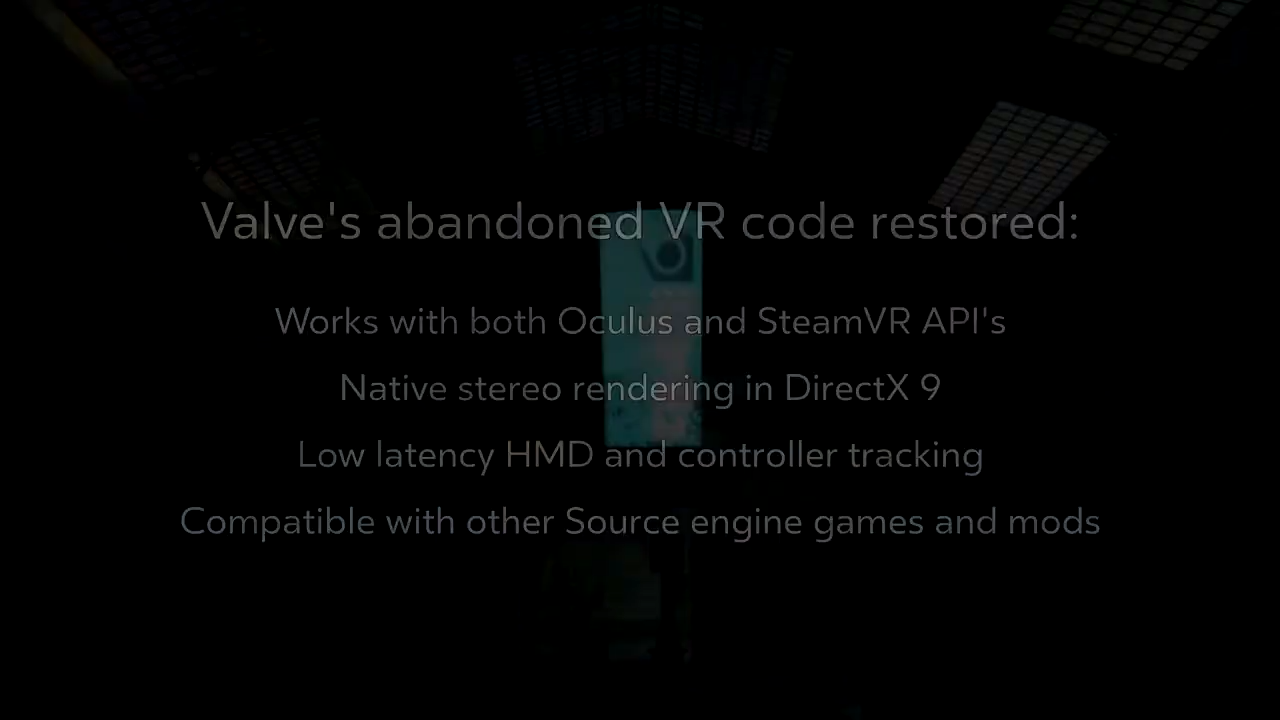 Valve's abandoned VR code restored:
Works with both Oculus and SteamVR API's
Native stereo rendering in DirectX 9
Low latency HMD and controller tracking
Compatible with other Source engine games and mods